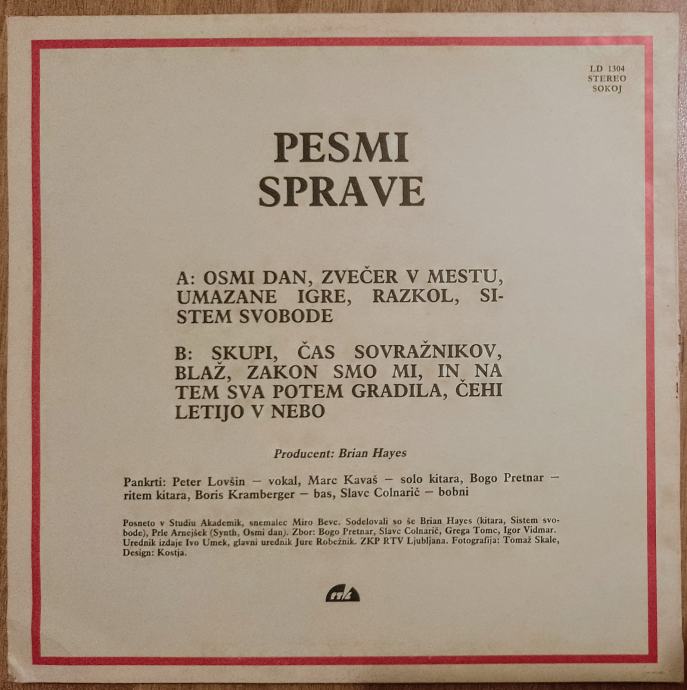 LD 1304
STEREO
SOKOJ
PESMI
SPRAVE
A: OSMI DAN, ZVEČER V MESTU,
UMAZANE IGRE, RAZKOL, SI-
STEM SVOBODE
B: SKUPI, ČAS SOVRAŽNIKOV,
BLAŽ, ZAKON SMO MI, IN NA
TEM SVA POTEM GRADILA, ČEHI
LETIJO V NEBO
Producent: Brian Hayes
Pankrti: Peter Lovšin — vokal, Marc Kavaš — solo kitara, Bogo Pretnar —
ritem kitara, Boris Kramberger — bas, Slavc Colnarič — bobni
Posneto v Studiu Akademik, snemalec Miro Bevc. Sodelovali so še Brian Hayes (kitara, Sistem svo-
bode), Prle Arnejšek (Synth, Osmi dan). Zbor: Bogo Pretnar, Slavc Colnarič, Grega Tomc, Igor Vidmar.
Urednik izdaje Ivo Umek, glavni urednik Jure Robežnik. ZKP RTV Ljubljana. Fotografija: Tomaž Skale,
Design: Kostja.